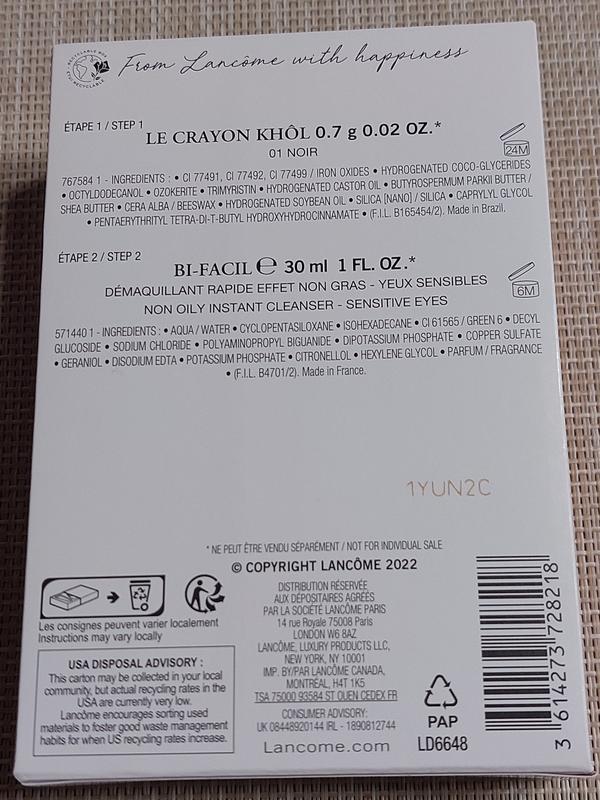 From Lancôme with happiness
ÉTAPE 1 / STEP 1
LE CRAYON KHÔL 0.7 g 0.02 OZ.*
01 NOIR
24M
767584 1 - INGREDIENTS : • CI 77491, CI 77492, CI 77499 / IRON OXIDES • HYDROGENATED COCO-GLYCERIDES
• OCTYLDODECANOL • OZOKERITE • TRIMYRISTIN • HYDROGENATED CASTOR OIL • BUTYROSPERMUM PARKII BUTTER /
SHEA BUTTER • CERA ALBA / BEESWAX • HYDROGENATED SOYBEAN OIL • SILICA [NANO] / SILICA • CAPRYLYL GLYCOL
• PENTAERYTHRITYL TETRA-DI-T-BUTYL HYDROXYHYDROCINNAMATE • (F.I.L. B165454/2). Made in Brazil.
ÉTAPE 2 / STEP 2
BI-FACIL ℮ 30 ml 1 FL. OZ.*
DÉMAQUILLANT RAPIDE EFFET NON GRAS - YEUX SENSIBLES
NON OILY INSTANT CLEANSER - SENSITIVE EYES
6M
571440 1 - INGREDIENTS : • AQUA / WATER • CYCLOPENTASILOXANE • ISOHEXADECANE • CI 61565 / GREEN 6 • DECYL
GLUCOSIDE • SODIUM CHLORIDE • POLYAMINOPROPYL BIGUANIDE • DIPOTASSIUM PHOSPHATE • COPPER SULFATE
• GERANIOL • DISODIUM EDTA • POTASSIUM PHOSPHATE • CITRONELLOL • HEXYLENE GLYCOL • PARFUM / FRAGRANCE
• (F.I.L. B4701/2). Made in France.
1YUN2C
* NE PEUT ÊTRE VENDU SÉPARÉMENT / NOT FOR INDIVIDUAL SALE
© COPYRIGHT LANCÔME 2022
DISTRIBUTION RÉSERVÉE
AUX DÉPOSITAIRES AGRÉÉS
PAR LA SOCIÉTÉ LANCÔME PARIS
14 rue Royale 75008 Paris
LONDON W6 8AZ
LANCÔME, LUXURY PRODUCTS LLC,
NEW YORK, NY 10001
IMP. BY/PAR LANCÔME CANADA,
MONTRÉAL, H4T 1K5
TSA 75000 93584 ST OUEN CEDEX FR
CONSUMER ADVISORY:
UK 08448920144 IRL - 1890812744
Lancome.com
Les consignes peuvent varier localement
Instructions may vary locally
USA DISPOSAL ADVISORY :
This carton may be collected in your local
community, but actual recycling rates in the
USA are currently very low.
Lancôme encourages sorting used
materials to foster good waste management
habits for when US recycling rates increase.
PAP
LD6648
3 614273 728218